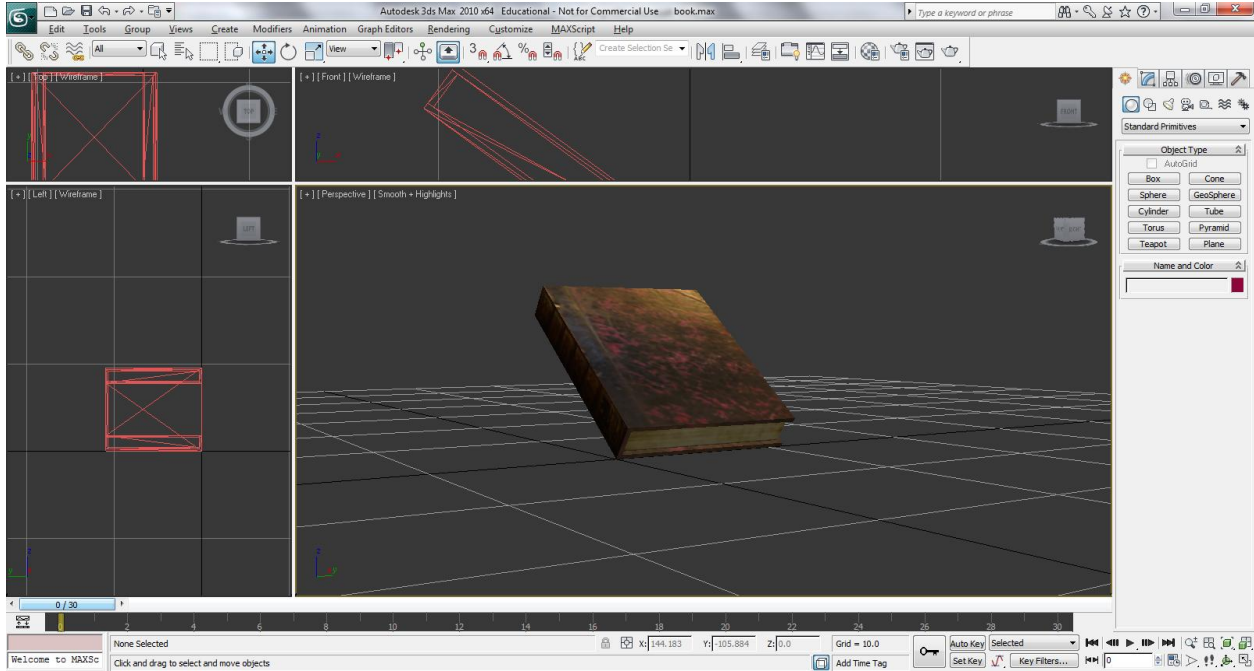 Autodesk 3ds Max 2010 x64   Educational - Not for Commercial Use   book.max
Type a keyword or phrase
Edit Tools Group Views Create Modifiers Animation Graph Editors Rendering Customize MAXScript Help
All
View
3
ABC
Create Selection Se
[ + ] [ Top ] [ Wireframe ]
TOP
[ + ] [ Front ] [ Wireframe ]
FRONT
z
x
Standard Primitives
Object Type
AutoGrid
Box Cone
Sphere GeoSphere
Cylinder Tube
Torus Pyramid
Teapot Plane
Name and Color
[ + ] [ Left ] [ Wireframe ]
LEFT
z
y
[ + ] [ Perspective ] [ Smooth + Highlights ]
z
0 / 30
0 2 4 6 8 10 12 14 16 18 20 22 24 26 28 30
None Selected
X: 144.183 Y: -105.884 Z: 0.0
Grid = 10.0
Auto Key Selected
Welcome to MAXSc
Click and drag to select and move objects
Add Time Tag
Set Key Key Filters...
0